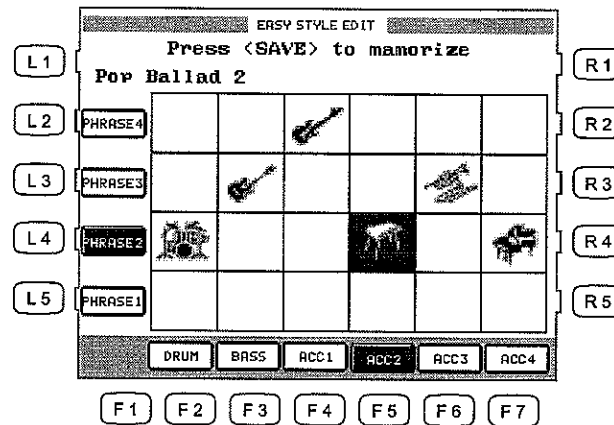 EASY STYLE EDIT
Press <SAVE> to mamorize
L1 R1
Pop Ballad 2
L2 PHRASE4 R2
L3 PHRASE3 R3
L4 PHRASE2 R4
L5 PHRASE1 R5
DRUM BASS ACC1 ACC2 ACC3 ACC4
F1 F2 F3 F4 F5 F6 F7